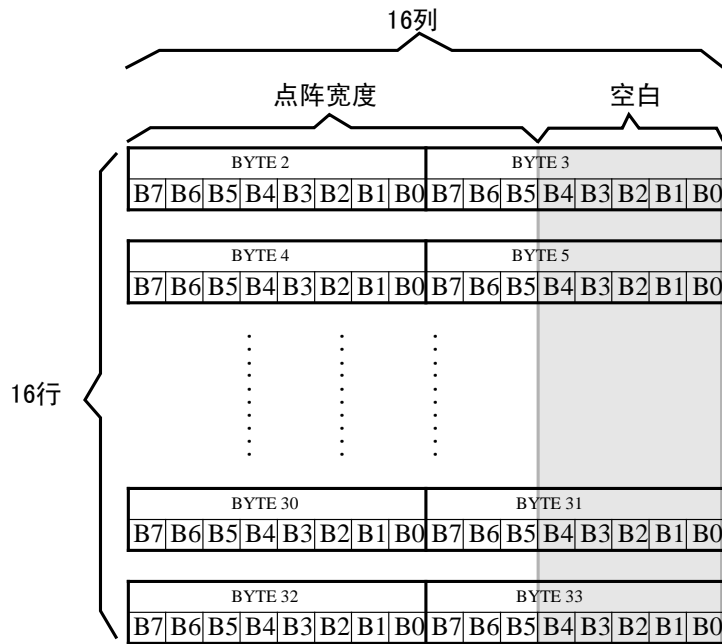 16列
点阵宽度 空白
BYTE 2 BYTE 3
B7 B6 B5 B4 B3 B2 B1 B0 B7 B6 B5 B4 B3 B2 B1 B0
BYTE 4 BYTE 5
B7 B6 B5 B4 B3 B2 B1 B0 B7 B6 B5 B4 B3 B2 B1 B0
16行
BYTE 30 BYTE 31
B7 B6 B5 B4 B3 B2 B1 B0 B7 B6 B5 B4 B3 B2 B1 B0
BYTE 32 BYTE 33
B7 B6 B5 B4 B3 B2 B1 B0 B7 B6 B5 B4 B3 B2 B1 B0